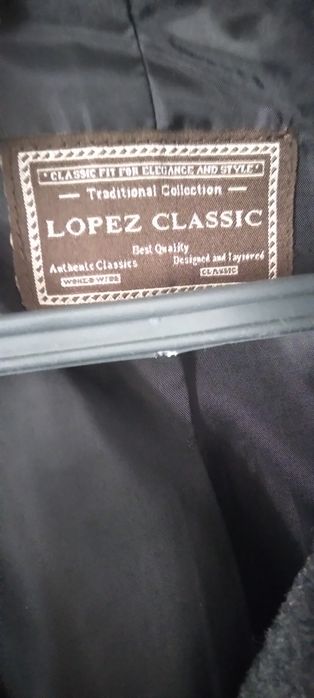 "CLASSIC FIT FOR ELEGANCE AND STYLE"
— Traditional Collection —
LOPEZ CLASSIC
Best Quality
Authentic Classics Designed and Taylored
WORLD WIDE CLASSIC